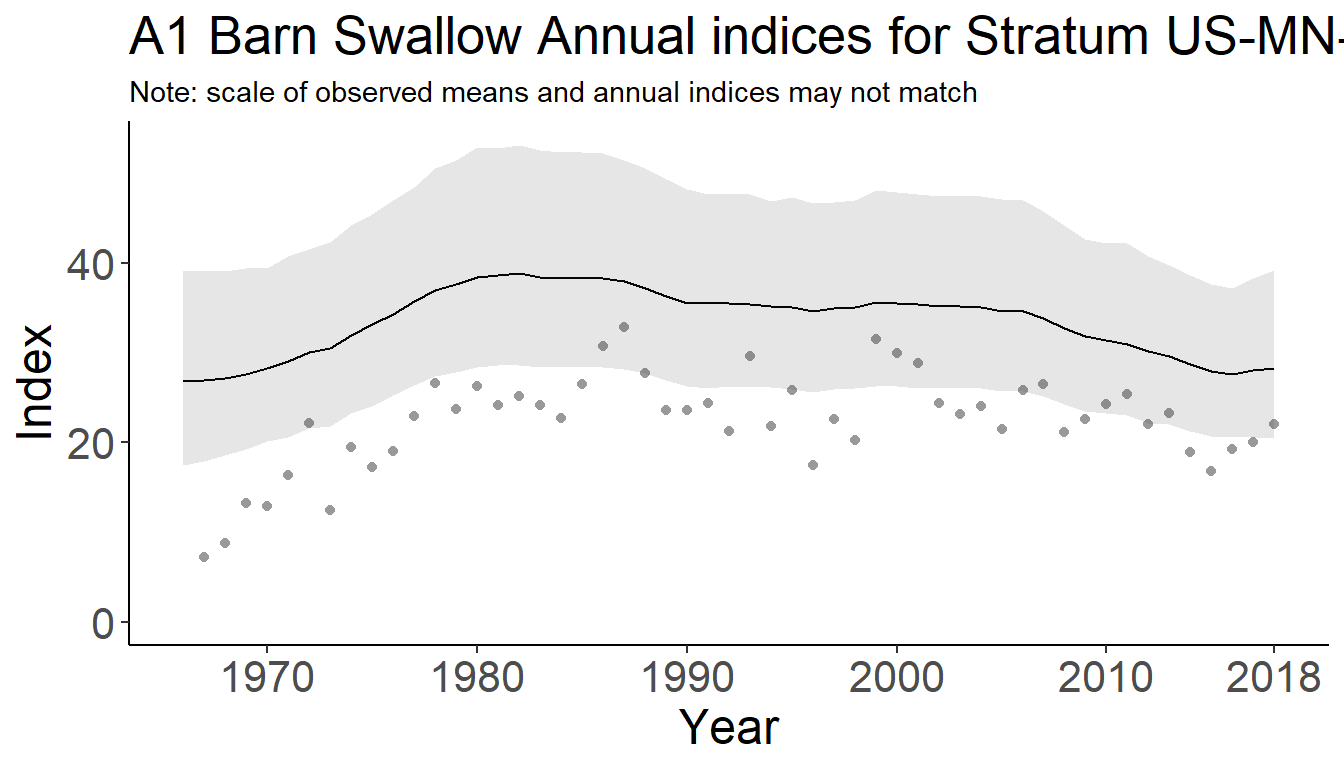 A1 Barn Swallow Annual indices for Stratum US-MN-
Note: scale of observed means and annual indices may not match
40
20
0
Index
1970 1980 1990 2000 2010 2018
Year